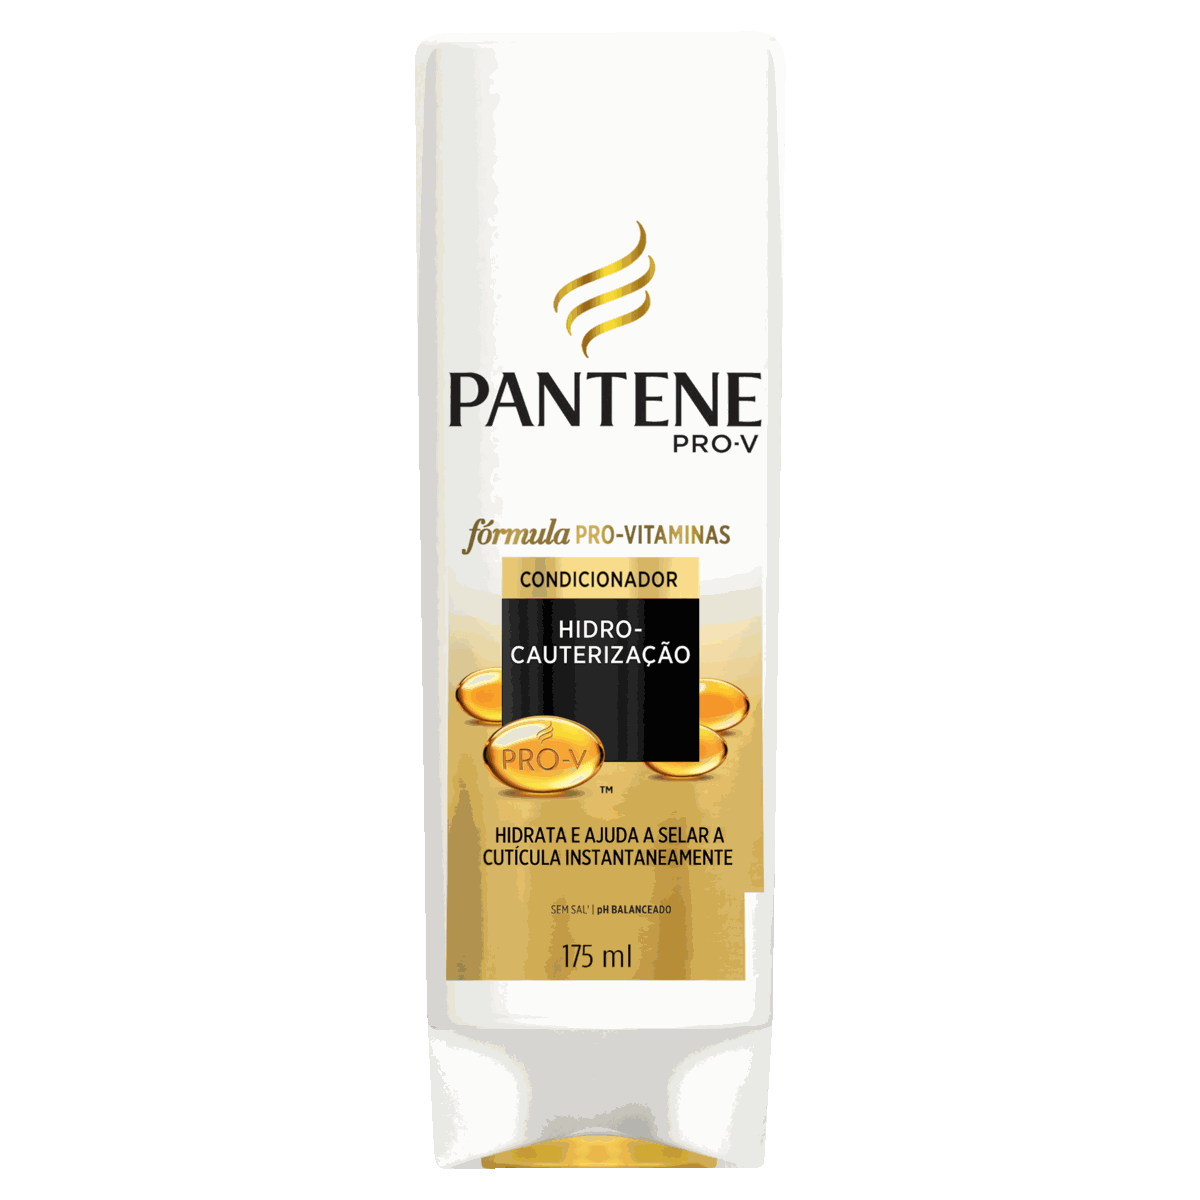 PANTENE
PRO-V
fórmula PRO-VITAMINAS
CONDICIONADOR
HIDRO-
CAUTERIZAÇÃO
PRO-V
TM
HIDRATA E AJUDA A SELAR A
CUTÍCULA INSTANTANEAMENTE
SEM SAL* | pH BALANCEADO
175 ml